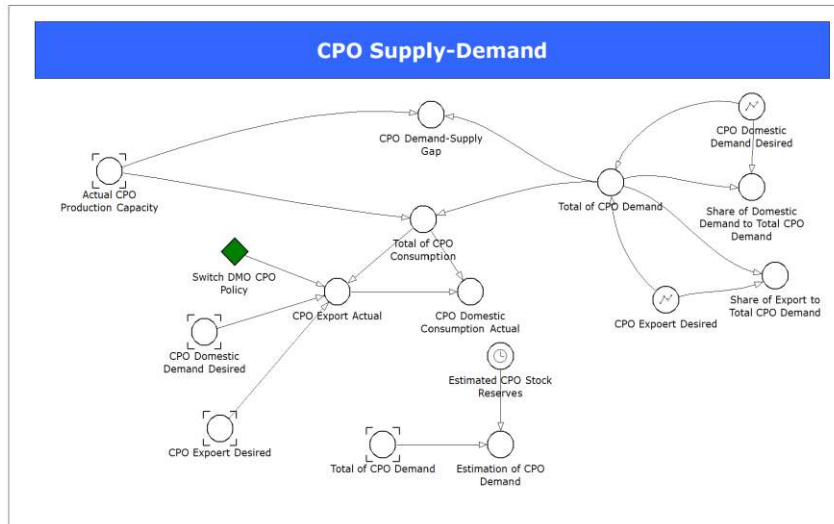 CPO Supply-Demand
CPO Demand-Supply
Gap
CPO Domestic
Demand Desired
Actual CPO
Production Capacity
Total of CPO Demand
Share of Domestic
Demand to Total CPO
Demand
Total of CPO
Consumption
Switch DMO CPO
Policy
CPO Export Actual
CPO Domestic
Consumption Actual
CPO Expoert Desired
Share of Export to
Total CPO Demand
CPO Domestic
Demand Desired
Estimated CPO Stock
Reserves
CPO Expoert Desired
Total of CPO Demand
Estimation of CPO
Demand